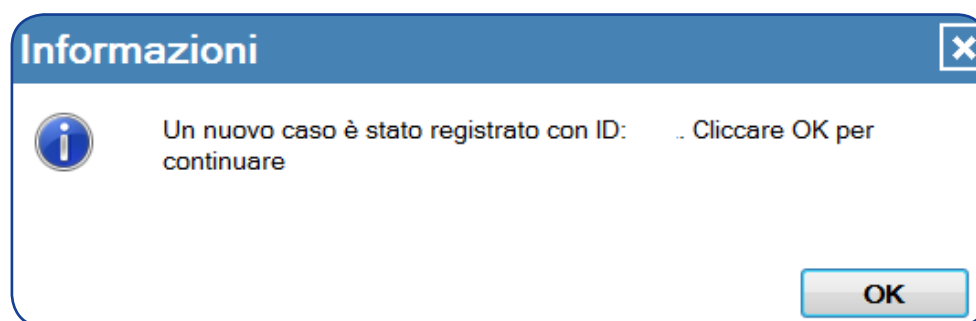 Informazioni
Un nuovo caso è stato registrato con ID: . Cliccare OK per
continuare
OK